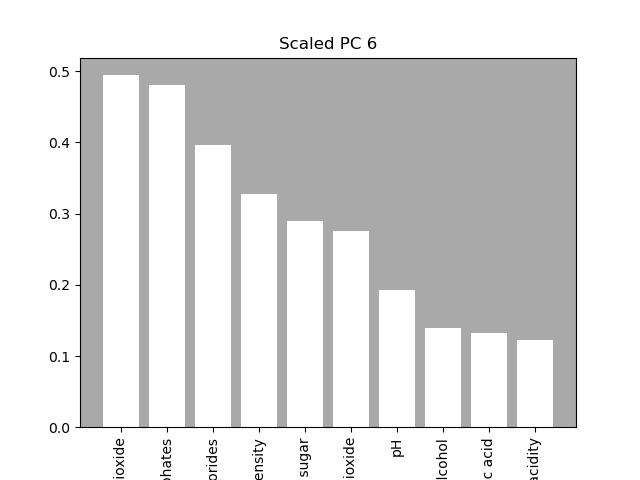 Scaled PC 6
0.5
0.4
0.3
0.2
0.1
0.0
ioxide
hates
orides
ensity
sugar
ioxide
pH
lcohol
c acid
acidity